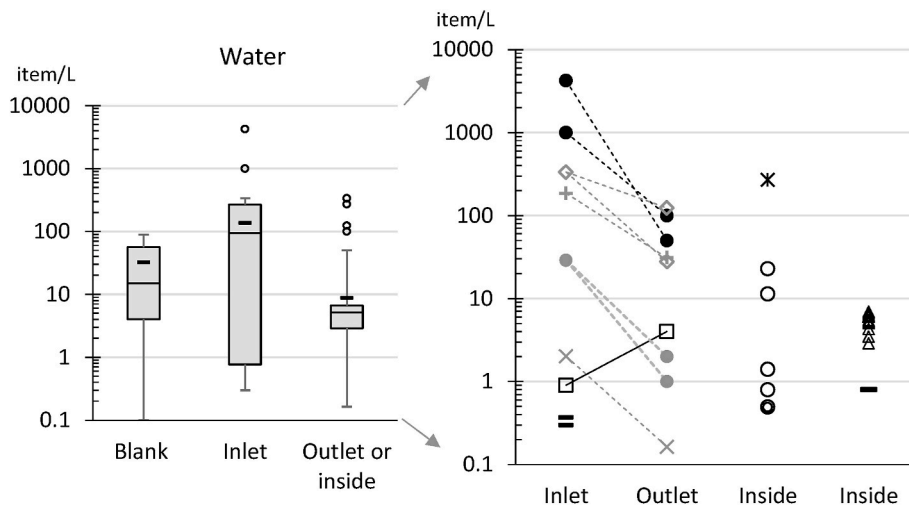 Water
item/L
10000
1000
100
10
1
0.1
Blank
Inlet
Outlet or
inside
item/L
10000
1000
100
10
1
0.1
Inlet
Outlet
Inside
Inside